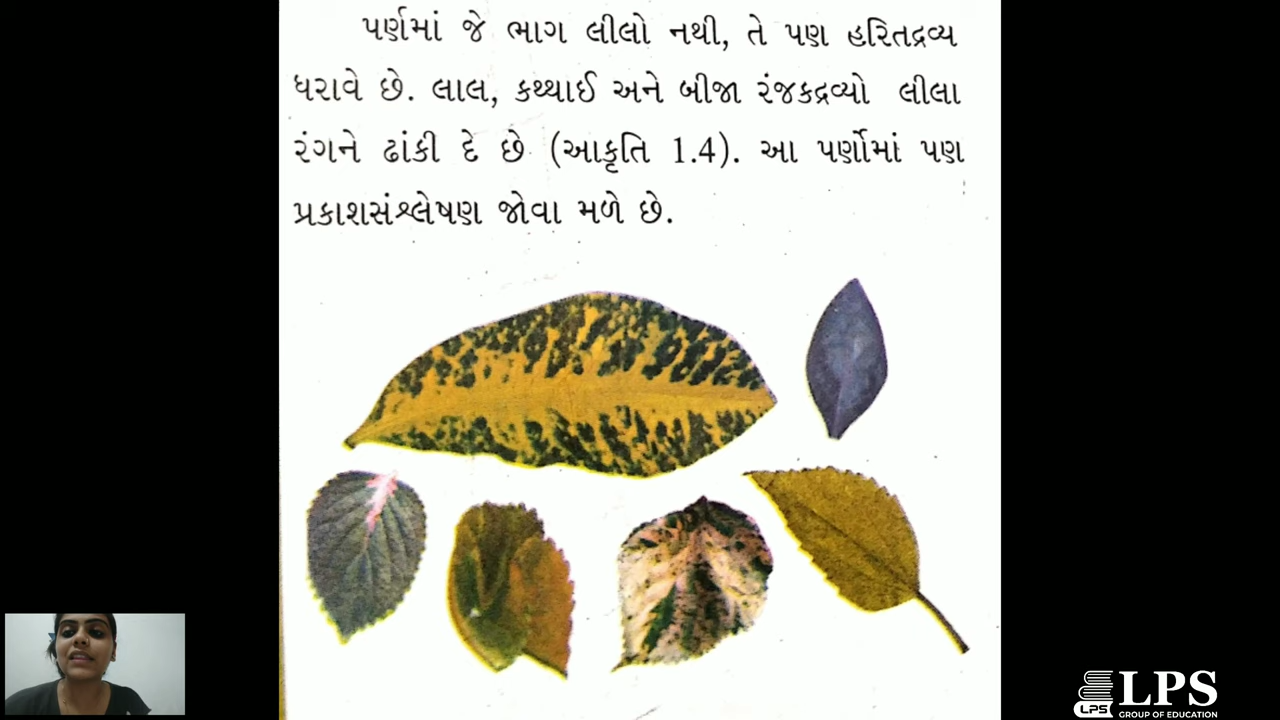 પર્ણમાં જે ભાગ લીલો નથી, તે પણ હરિતદ્રવ્ય
ધરાવે છે. લાલ, કથ્થાઈ અને બીજા રંજકદ્રવ્યો લીલા
રંગને ઢાંકી દે છે (આકૃતિ 1.4). આ પર્ણોમાં પણ
પ્રકાશસંશ્લેષણ જોવા મળે છે.
LPS
LPS
GROUP OF EDUCATION